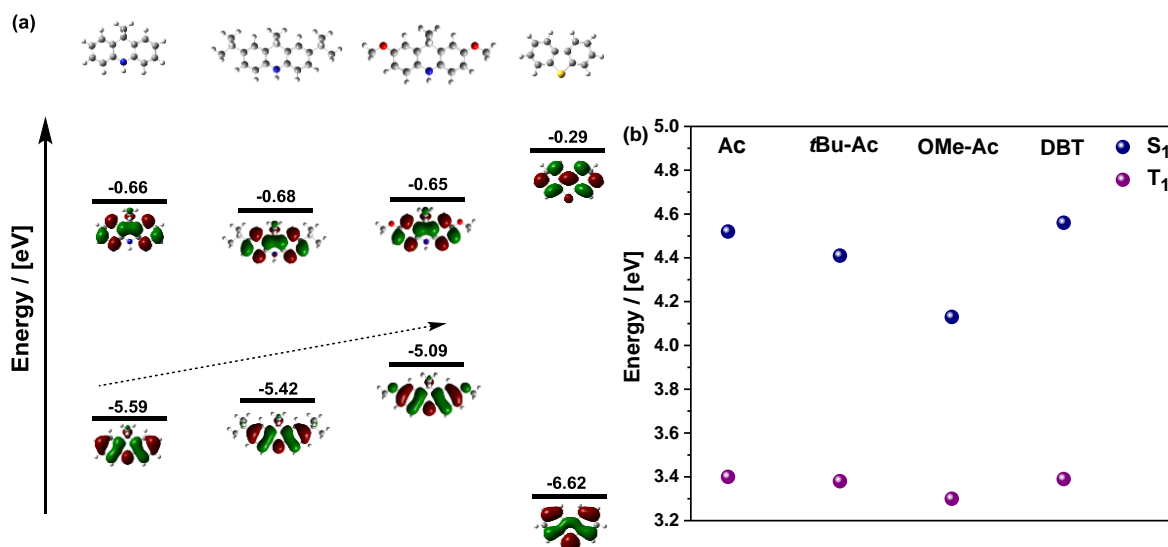 (a)
Energy / [eV]
-0.66
-0.68
-0.65
-0.29
-5.59
-5.42
-5.09
-6.62
(b)
Ac
tBu-Ac
OMe-Ac
DBT
S₁
T₁
Energy / [eV]
5.0
4.8
4.6
4.4
4.2
4.0
3.8
3.6
3.4
3.2